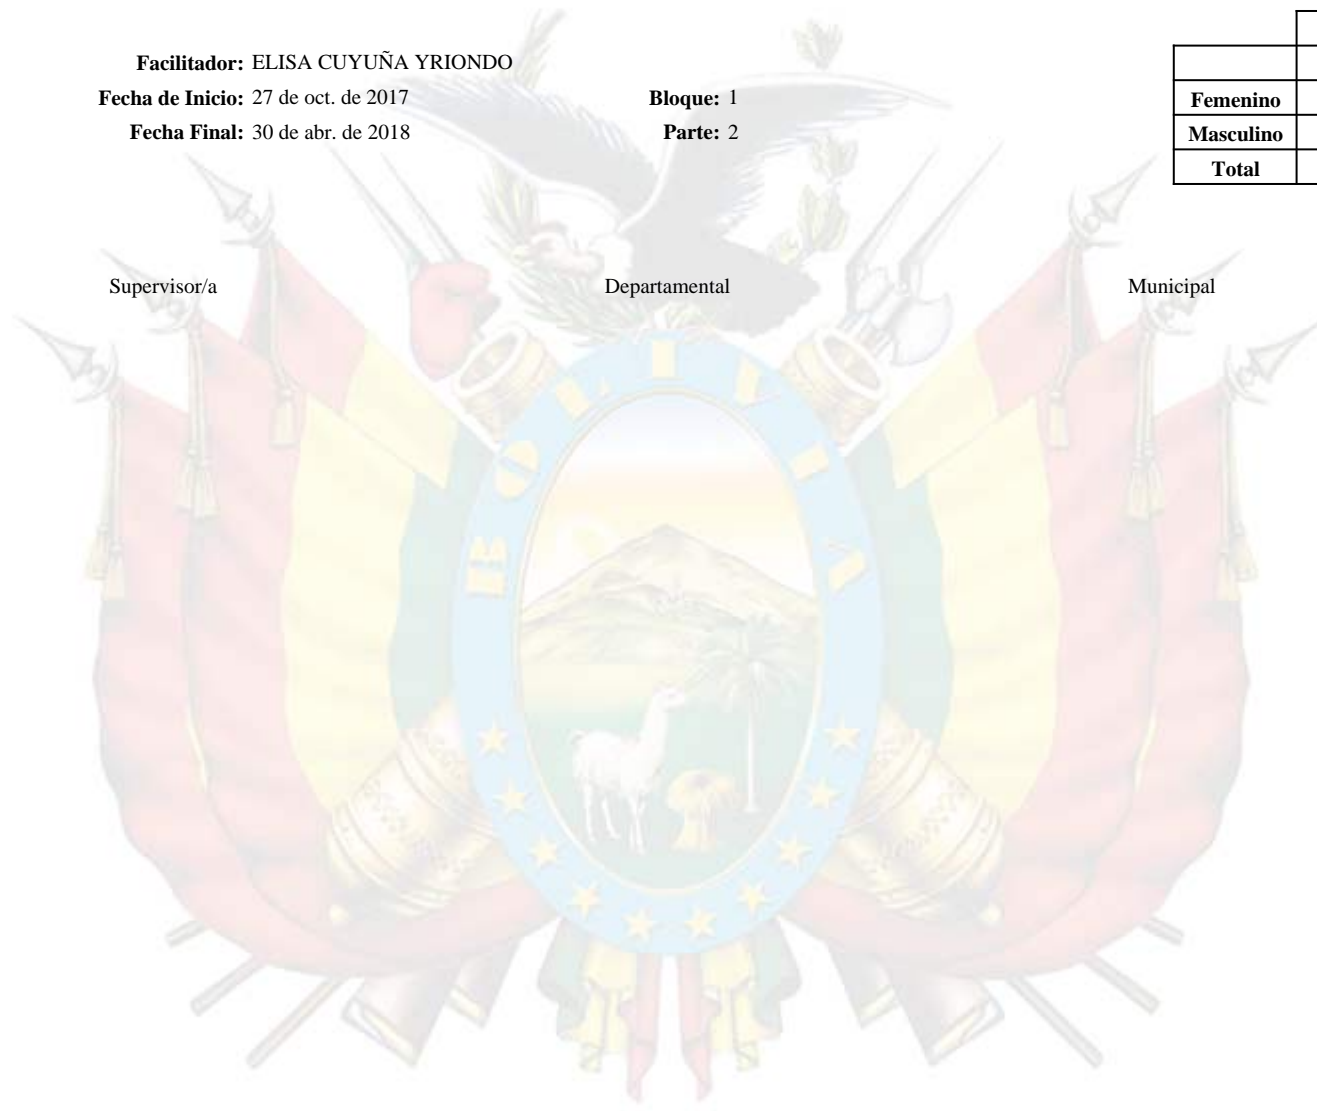 Facilitador: ELISA CUYUÑA YRIONDO
Fecha de Inicio: 27 de oct. de 2017 Bloque: 1
Fecha Final: 30 de abr. de 2018 Parte: 2
Femenino
Masculino
Total
Supervisor/a Departamental Municipal
BOLIVIA